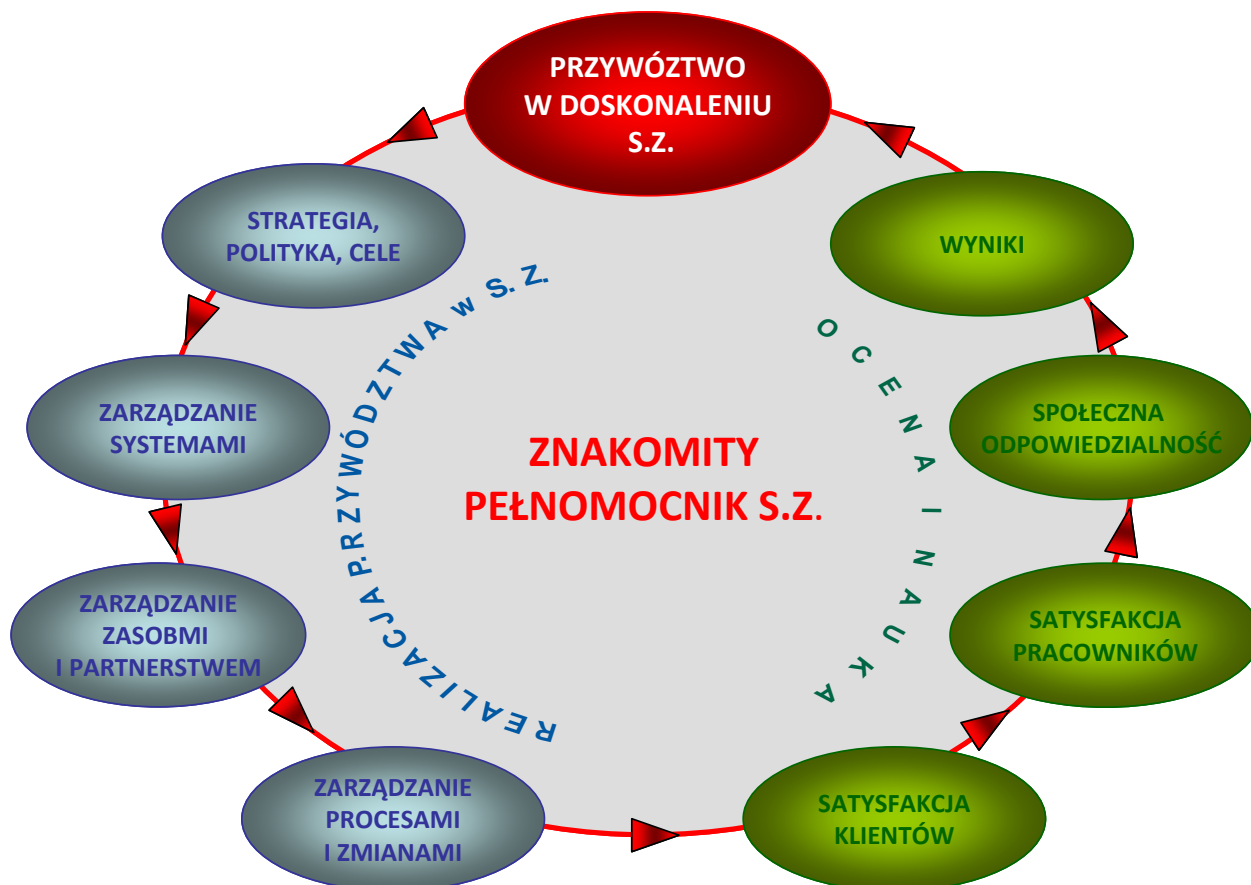 PRZYWÓZTWO
W DOSKONALENIU
S.Z.
STRATEGIA,
POLITYKA, CELE
WYNIKI
ZARZĄDZANIE
SYSTEMAMI
SPOŁECZNA
ODPOWIEDZIALNOŚĆ
REALIZACJA P.RZYWÓDZTWA w S. Z.
OCENA I NAUKA
ZNAKOMITY
PEŁNOMOCNIK S.Z.
ZARZĄDZANIE
ZASOBMI
I PARTNERSTWEM
SATYSFAKCJA
PRACOWNIKÓW
ZARZĄDZANIE
PROCESAMI
I ZMIANAMI
SATYSFAKCJA
KLIENTÓW